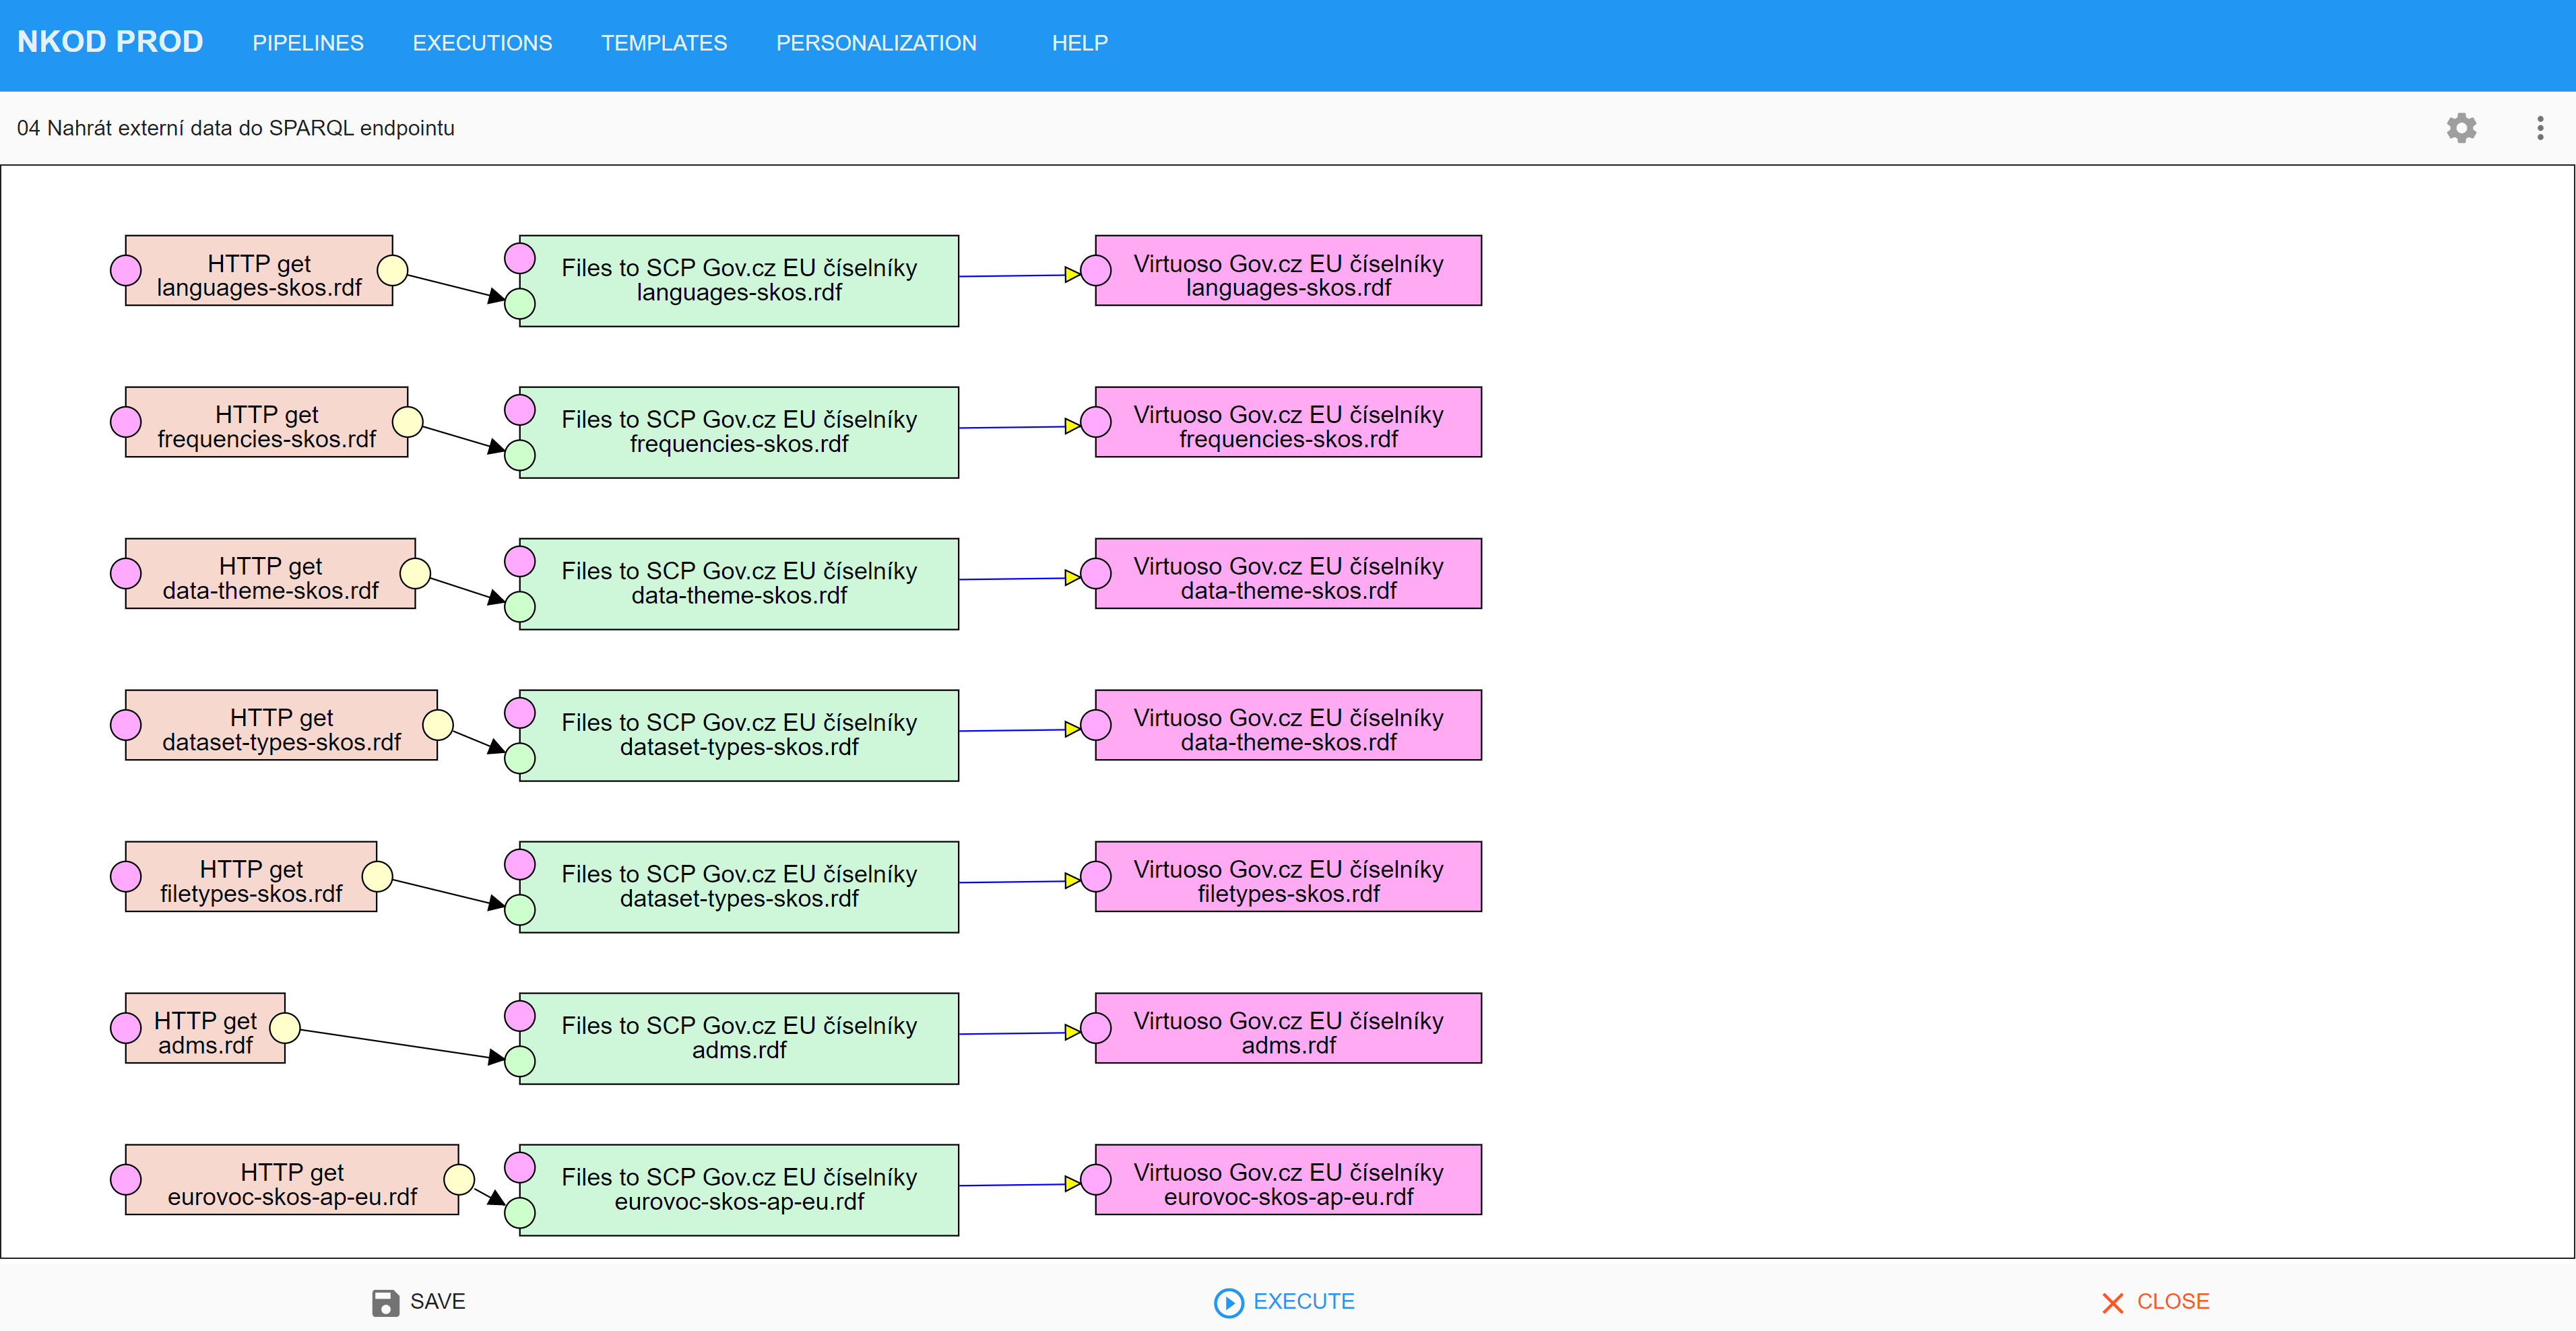 NKOD PROD PIPELINES EXECUTIONS TEMPLATES PERSONALIZATION HELP
04 Nahrát externí data do SPARQL endpointu
HTTP get
languages-skos.rdf
Files to SCP Gov.cz EU číselníky
languages-skos.rdf
Virtuoso Gov.cz EU číselníky
languages-skos.rdf
HTTP get
frequencies-skos.rdf
Files to SCP Gov.cz EU číselníky
frequencies-skos.rdf
Virtuoso Gov.cz EU číselníky
frequencies-skos.rdf
HTTP get
data-theme-skos.rdf
Files to SCP Gov.cz EU číselníky
data-theme-skos.rdf
Virtuoso Gov.cz EU číselníky
data-theme-skos.rdf
HTTP get
dataset-types-skos.rdf
Files to SCP Gov.cz EU číselníky
dataset-types-skos.rdf
Virtuoso Gov.cz EU číselníky
data-theme-skos.rdf
HTTP get
filetypes-skos.rdf
Files to SCP Gov.cz EU číselníky
dataset-types-skos.rdf
Virtuoso Gov.cz EU číselníky
filetypes-skos.rdf
HTTP get
adms.rdf
Files to SCP Gov.cz EU číselníky
adms.rdf
Virtuoso Gov.cz EU číselníky
adms.rdf
HTTP get
eurovoc-skos-ap-eu.rdf
Files to SCP Gov.cz EU číselníky
eurovoc-skos-ap-eu.rdf
Virtuoso Gov.cz EU číselníky
eurovoc-skos-ap-eu.rdf
SAVE EXECUTE CLOSE